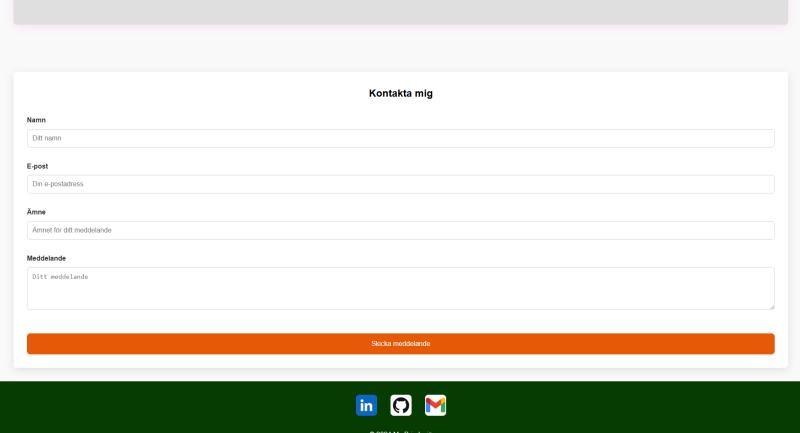 Kontakta mig
Namn
Ditt namn
E-post
Din e-postadress
Ämne
Ämnet för ditt meddelande
Meddelande
Ditt meddelande
Skicka meddelande
in